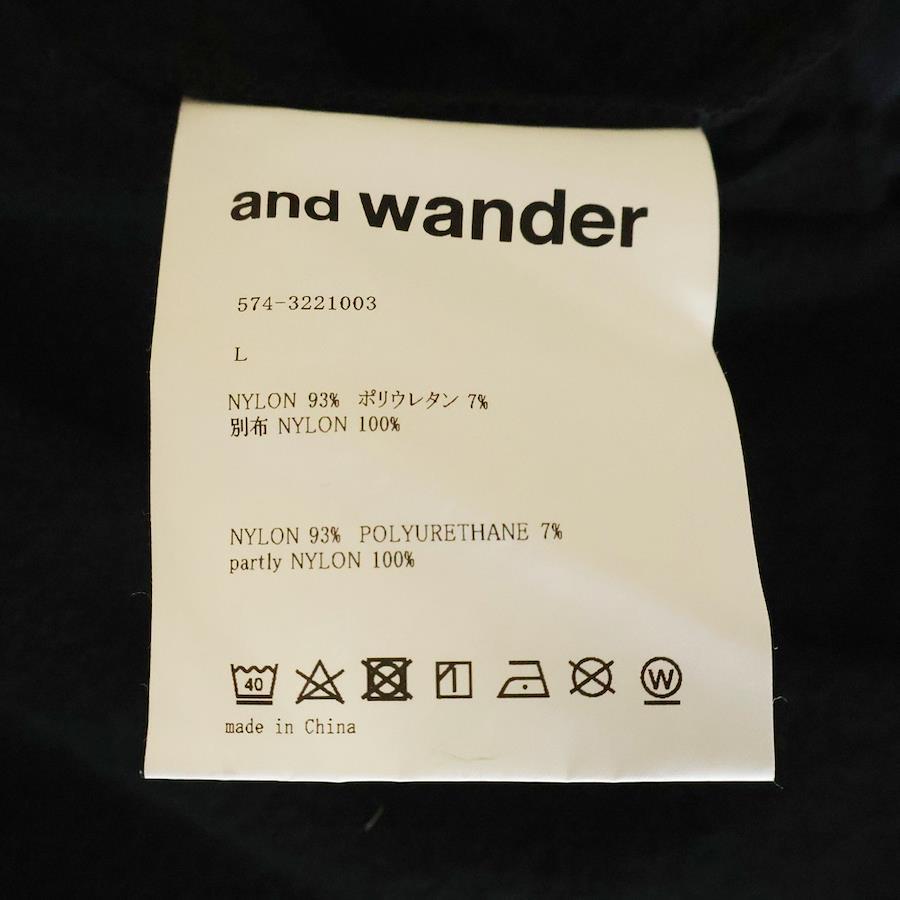 and wander
574-3221003
L
NYLON 93% ポリウレタン 7%
別布 NYLON 100%
NYLON 93% POLYURETHANE 7%
partly NYLON 100%
40 W
made in China